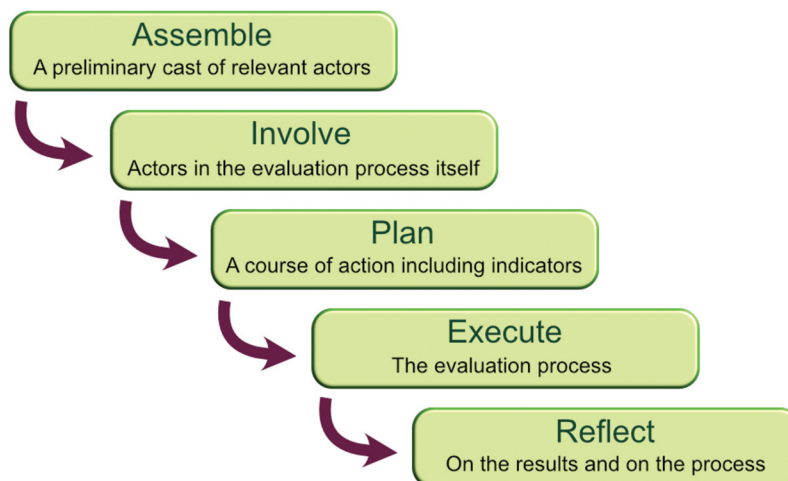 Assemble
A preliminary cast of relevant actors
Involve
Actors in the evaluation process itself
Plan
A course of action including indicators
Execute
The evaluation process
Reflect
On the results and on the process